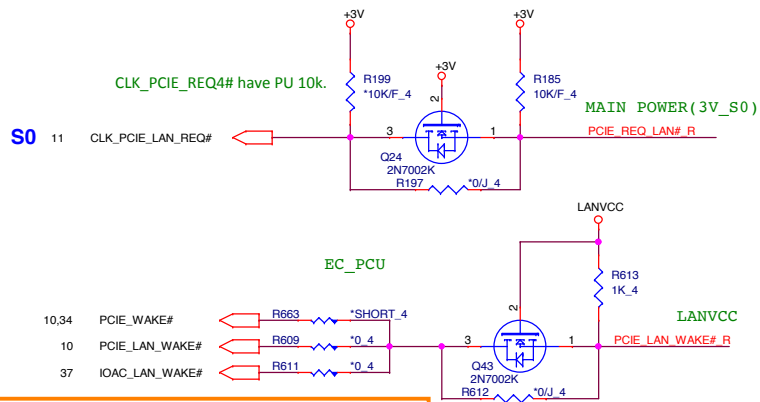 +3V
+3V
+3V
R199
*10K/F_4
R185
10K/F_4
CLK_PCIE_REQ4# have PU 10k.
MAIN POWER(3V_S0)
2
S0 11 CLK_PCIE_LAN_REQ#
3
1
PCIE_REQ_LAN#_R
Q24
2N7002K
R197
*0/J_4
LANVCC
EC_PCU
R613
1K_4
LANVCC
2
10,34 PCIE_WAKE# R663 *SHORT_4
10 PCIE_LAN_WAKE# R609 *0_4
3
1
PCIE_LAN_WAKE#_R
37 IOAC_LAN_WAKE# R611 *0_4
Q43
2N7002K
R612
*0/J_4